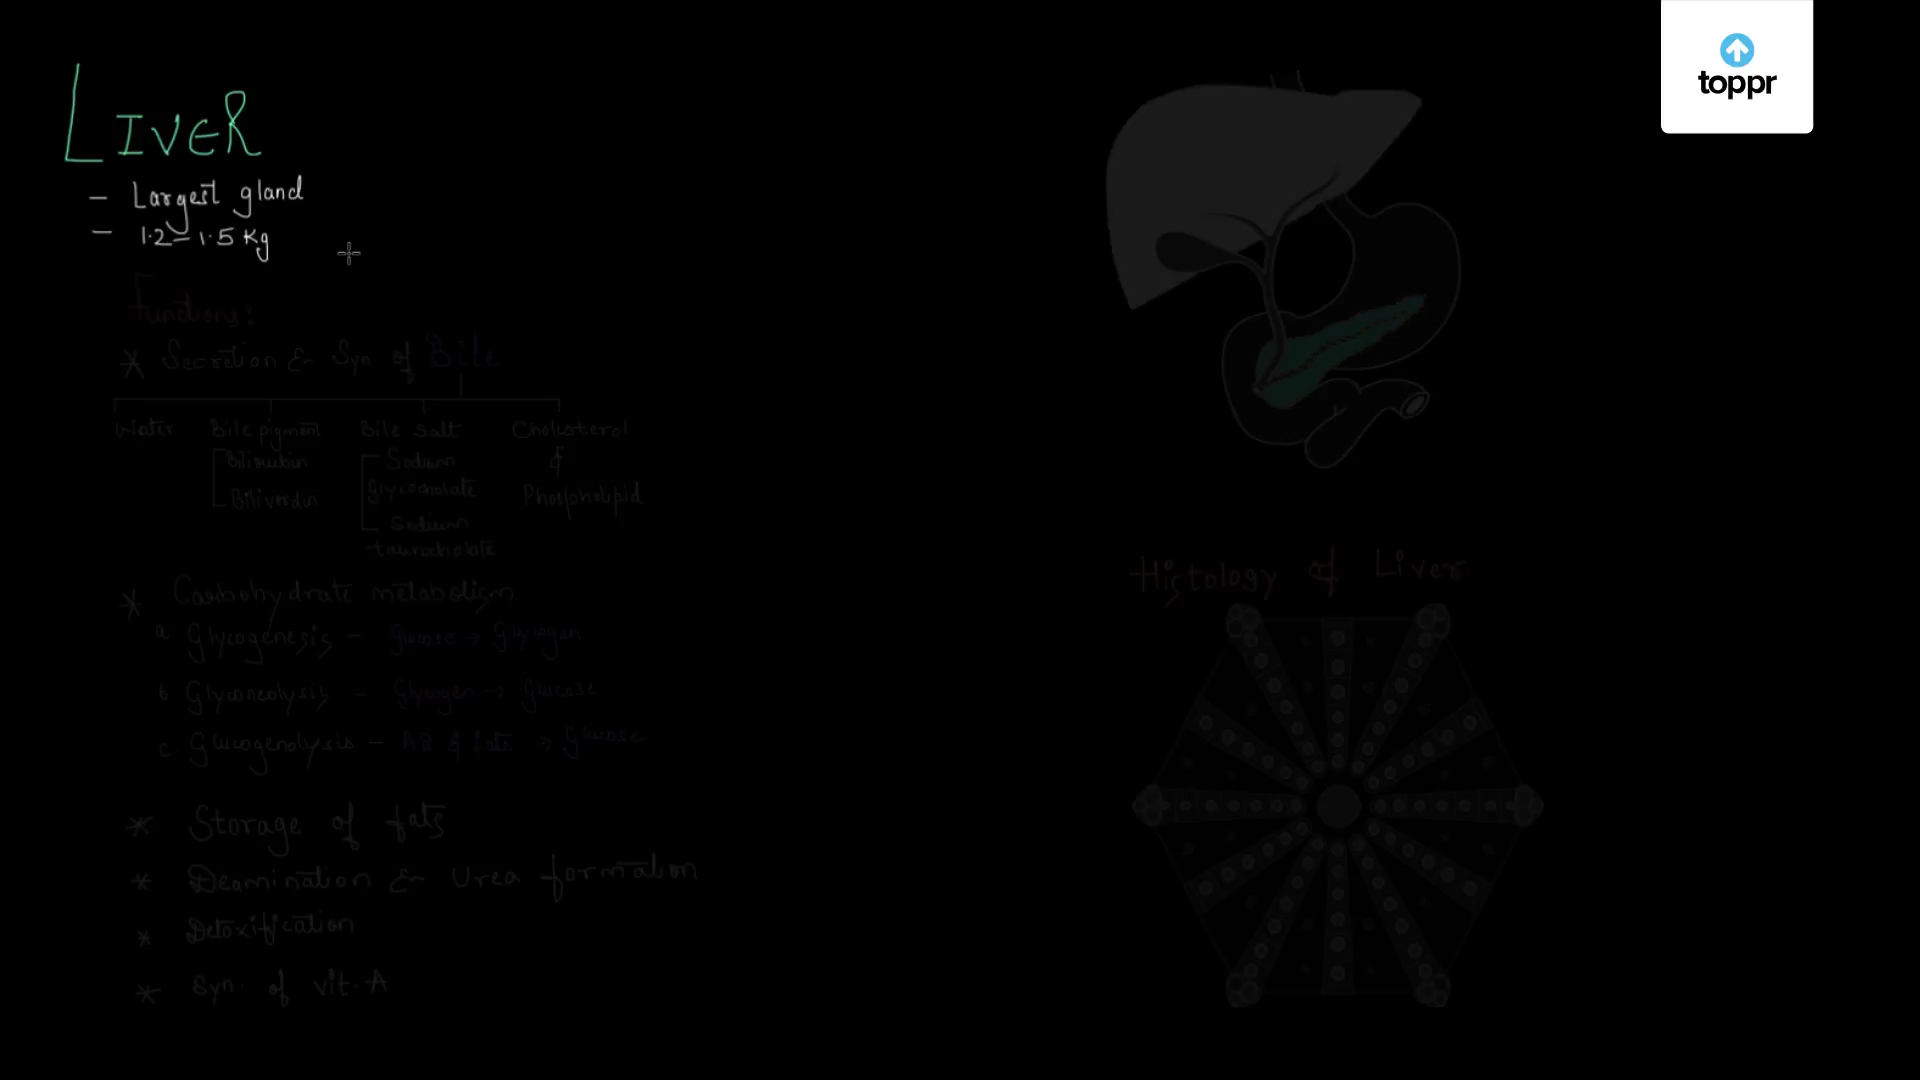 toppr
LIVER
- Largest gland
- 1.2-1.5 Kg
Functions:
* Secretion & Syn of Bile
Water Bile pigment Bile salt Cholesterol
Bilirubin Sodium &
Biliverdin glycocholate Phospholipid
Sodium
taurocholate
* Carbohydrate metabolism
a. Glycogenesis - Glucose → Glycogen
b Glyconeolysis - Glycogen → Glucose
c. Glucogenolysis - AA & fats → Glucose
* Storage of fats
* Deamination & Urea formation
* Detoxification
* Syn. of vit. A
Histology of Liver